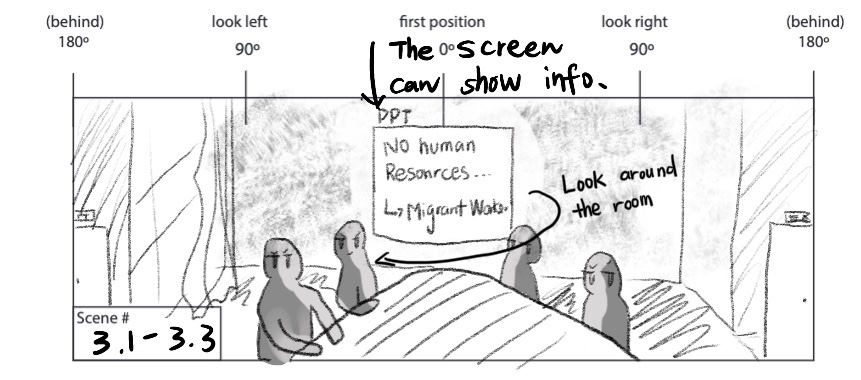 (behind)
180º
look left
90º
first position
0º
look right
90º
(behind)
180º
The screen
can show info.
PPT
No human
Resources...
↳ Migrant Woker
Look around
the room
Scene #
3.1 - 3.3